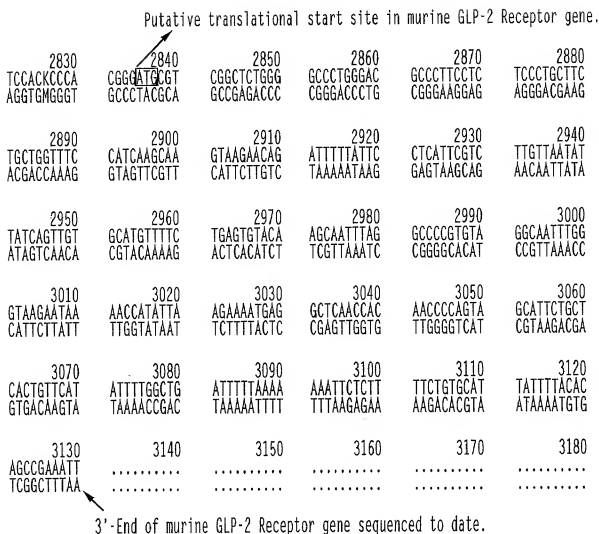 Putative translational start site in murine GLP-2 Receptor gene.
2830 2840 2850 2860 2870 2880
TCCACKCCCA CGGGATGCGT CGGCTCTGGG GCCCTGGGAC GCCCTTCCTC TCCCTGCTTC
AGGTGMGGGT GCCCTACGCA GCCGAGACCC CGGGACCCTG CGGGAAGGAG AGGGACGAAG
2890 2900 2910 2920 2930 2940
TGCTGGTTTC CATCAAGCAA GTAAGAACAG ATTTTTATTC CTCATTCGTC TTGTTAATAT
ACGACCAAAG GTAGTTCGTT CATTCTTGTC TAAAAATAAG GAGTAAGCAG AACAATTATA
2950 2960 2970 2980 2990 3000
TATCAGTTGT GCATGTTTTC TGAGTGTACA AGCAATTTAG GCCCCGTGTA GGCAATTTGG
ATAGTCAACA CGTACAAAAG ACTCACATCT TCGTTAAATC CGGGGCACAT CCGTTAAACC
3010 3020 3030 3040 3050 3060
GTAAGAATAA AACCATATTA AGAAAATGAG GCTCAACCAC AACCCCAGTA GCATTCTGCT
CATTCTTATT TTGGTATAAT TCTTTTACTC CGAGTTGGTG TTGGGGTCAT CGTAAGACGA
3070 3080 3090 3100 3110 3120
CACTGTTCAT ATTTTGGCTG ATTTTTAAAA AAATTCTCTT TTCTGTGCAT TATTTTACAC
GTGACAAGTA TAAAACCGAC TAAAAATTTT TTTAAGAGAA AAGACACGTA ATAAAATGTG
3130 3140 3150 3160 3170 3180
AGCCGAAATT .......... .......... .......... .......... ..........
TCGGCTTTAA .......... .......... .......... .......... ..........
3'-End of murine GLP-2 Receptor gene sequenced to date.